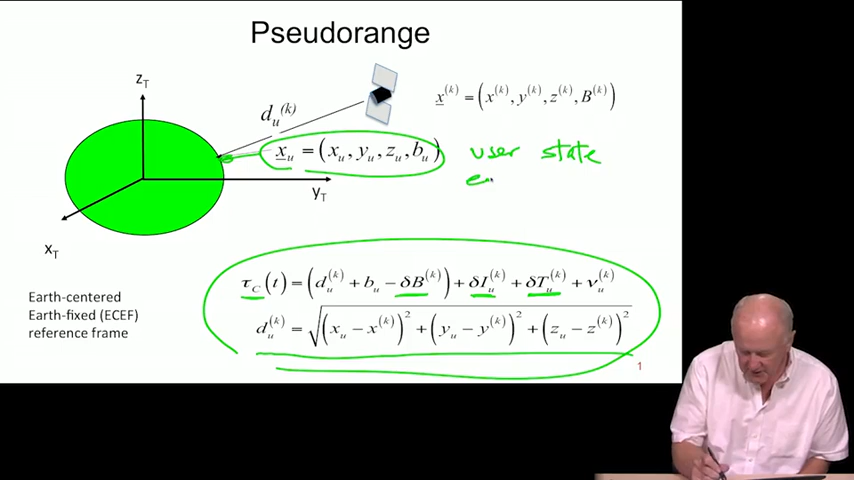 Pseudorange
z_T
d_u^(k)
x^(k) = (x^(k), y^(k), z^(k), B^(k))
x_u = (x_u, y_u, z_u, b_u)
user state
y_T
x_T
τ_C(t) = (d_u^(k) + b_u − δB^(k)) + δI_u^(k) + δT_u^(k) + ν_u^(k)
d_u^(k) = √((x_u − x^(k))^2 + (y_u − y^(k))^2 + (z_u − z^(k))^2)
Earth-centered
Earth-fixed (ECEF)
reference frame
1